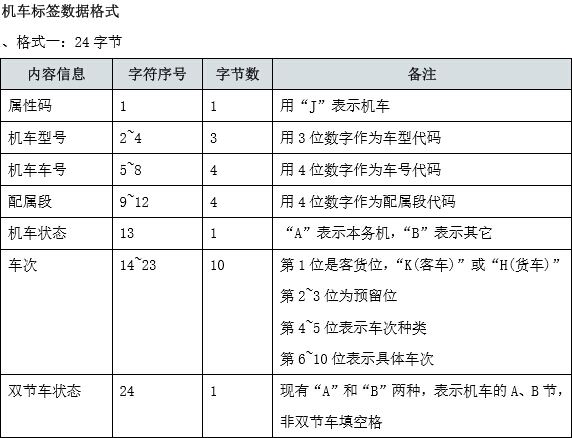 机车标签数据格式
、格式一：24字节
内容信息 字符序号 字节数 备注
属性码 1 1 用“J”表示机车
机车型号 2~4 3 用3位数字作为车型代码
机车车号 5~8 4 用4位数字作为车号代码
配属段 9~12 4 用4位数字作为配属段代码
机车状态 13 1 “A”表示本务机，“B”表示其它
车次 14~23 10 第1位是客货位，“K(客车)”或“H(货车)”
第2~3位为预留位
第4~5位表示车次种类
第6~10位表示具体车次
双节车状态 24 1 现有“A”和“B”两种，表示机车的A、B节，
非双节车填空格